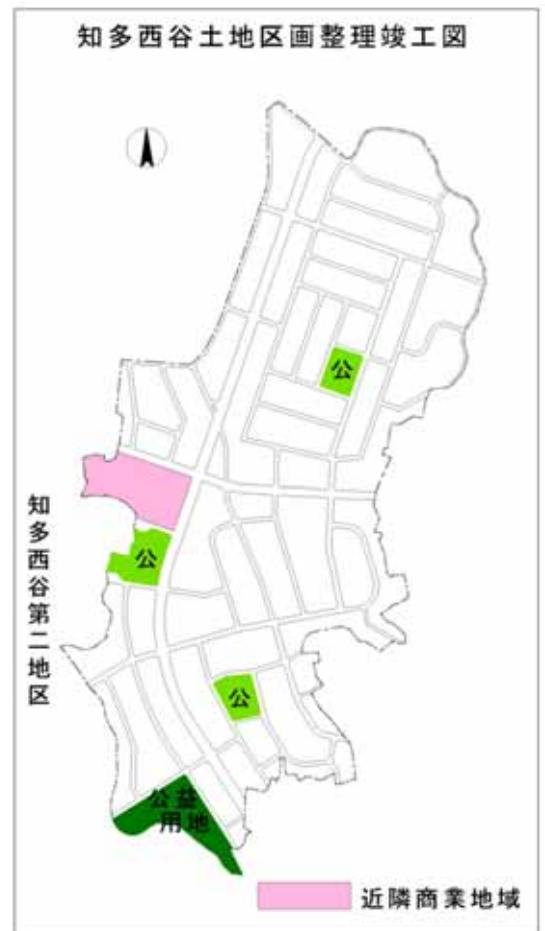 知多西谷土地区画整理竣工図
公
公
知多西谷第二地区
公
公益
用地
近隣商業地域